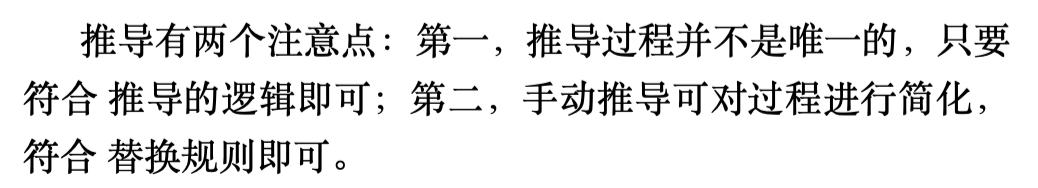 推导有两个注意点：第一，推导过程并不是唯一的，只要
符合 推导的逻辑即可；第二，手动推导可对过程进行简化，
符合 替换规则即可。